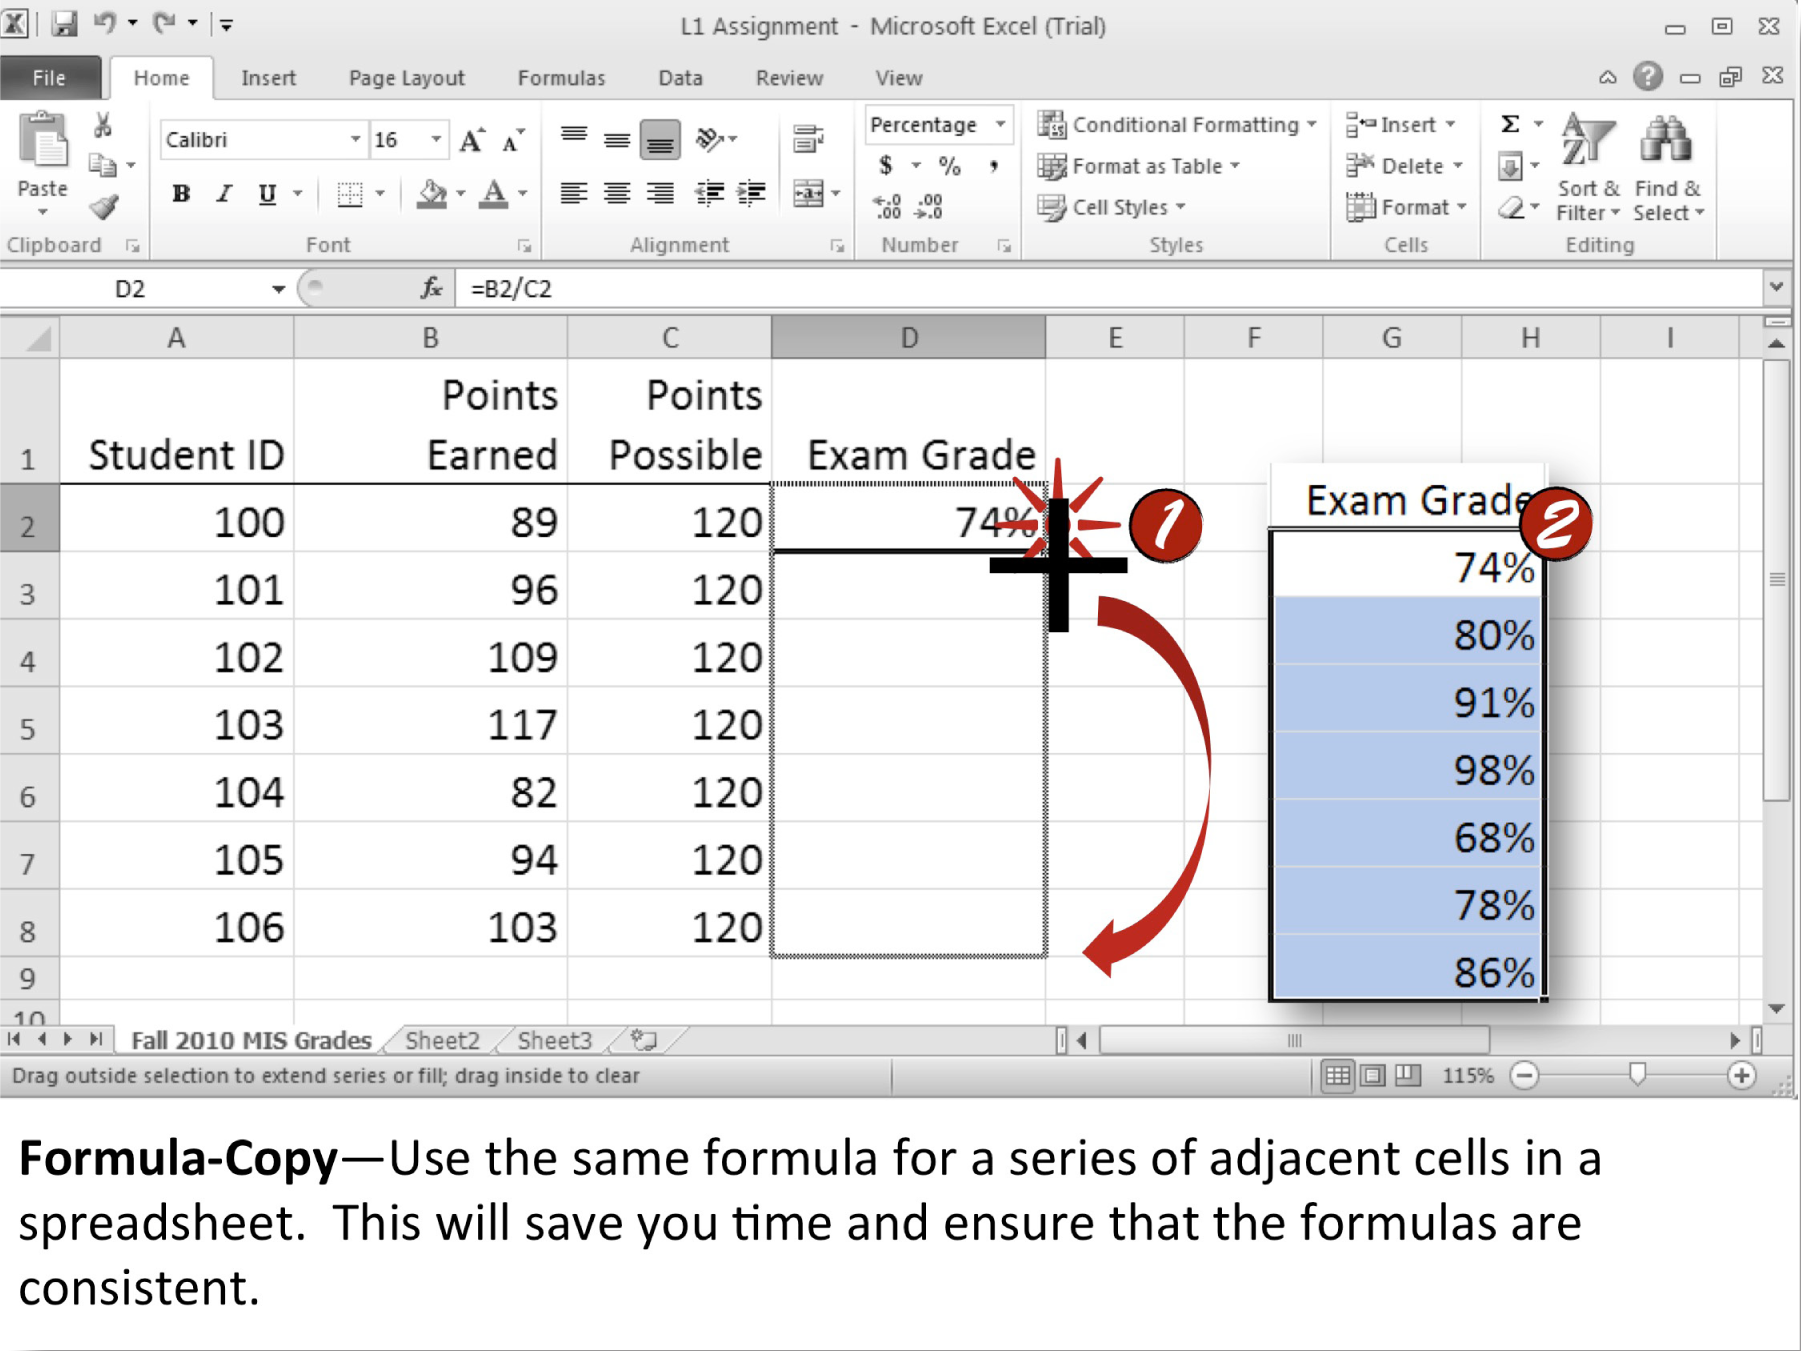 L1 Assignment - Microsoft Excel (Trial)
File Home Insert Page Layout Formulas Data Review View
Calibri 16 Percentage Conditional Formatting Insert Σ
Paste $ % , Format as Table Delete Sort & Filter Find & Select
B I U A Cell Styles Format
Clipboard Font Alignment Number Styles Cells Editing
D2 fx =B2/C2
A B C D E F G H I
1 Student ID Points Earned Points Possible Exam Grade
2 100 89 120 74% 1
3 101 96 120
4 102 109 120
5 103 117 120
6 104 82 120
7 105 94 120
8 106 103 120
9
10
Exam Grade 2
74%
80%
91%
98%
68%
78%
86%
Fall 2010 MIS Grades Sheet2 Sheet3
Drag outside selection to extend series or fill; drag inside to clear 115%
Formula-Copy—Use the same formula for a series of adjacent cells in a
spreadsheet. This will save you time and ensure that the formulas are
consistent.